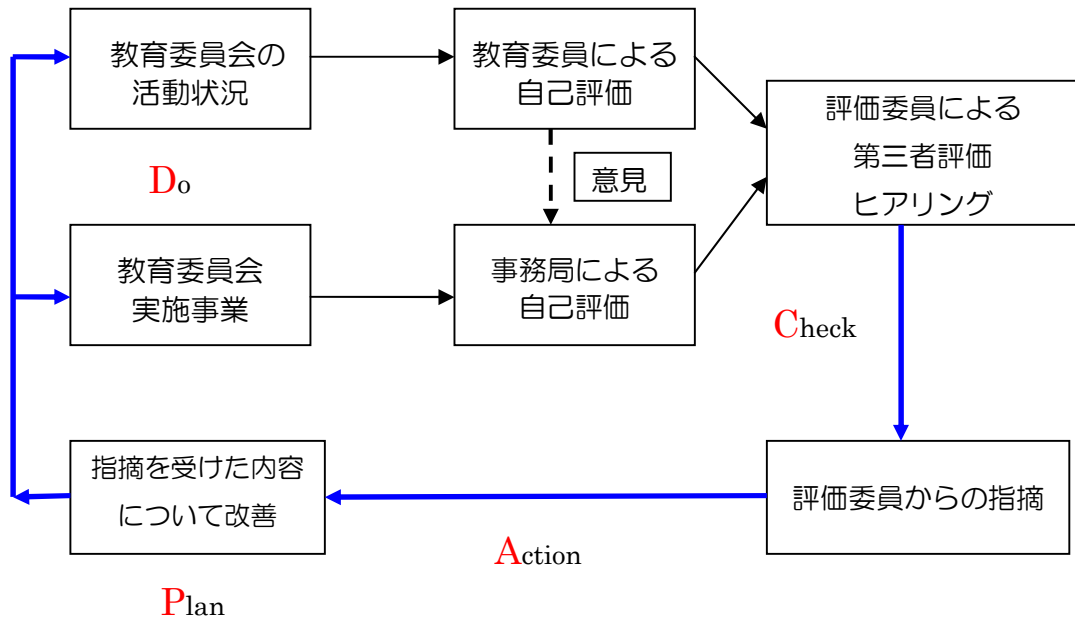 教育委員会の
活動状況
教育委員による
自己評価
評価委員による
第三者評価
ヒアリング
意見
Do
教育委員会
実施事業
事務局による
自己評価
Check
指摘を受けた内容
について改善
評価委員からの指摘
Action
Plan